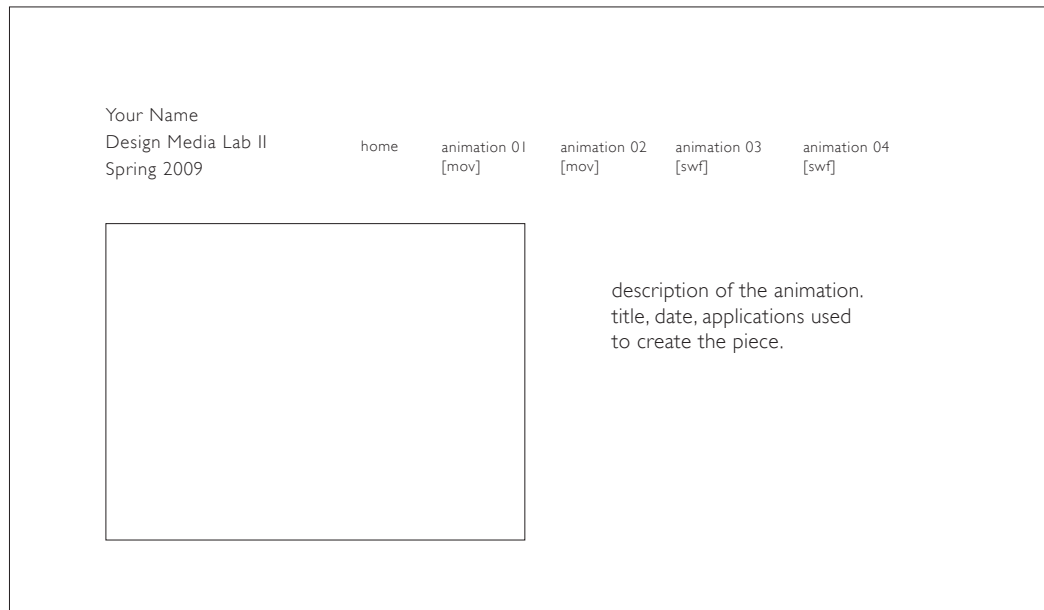 Your Name
Design Media Lab II
Spring 2009
home
animation 01
[mov]
animation 02
[mov]
animation 03
[swf]
animation 04
[swf]
description of the animation.
title, date, applications used
to create the piece.